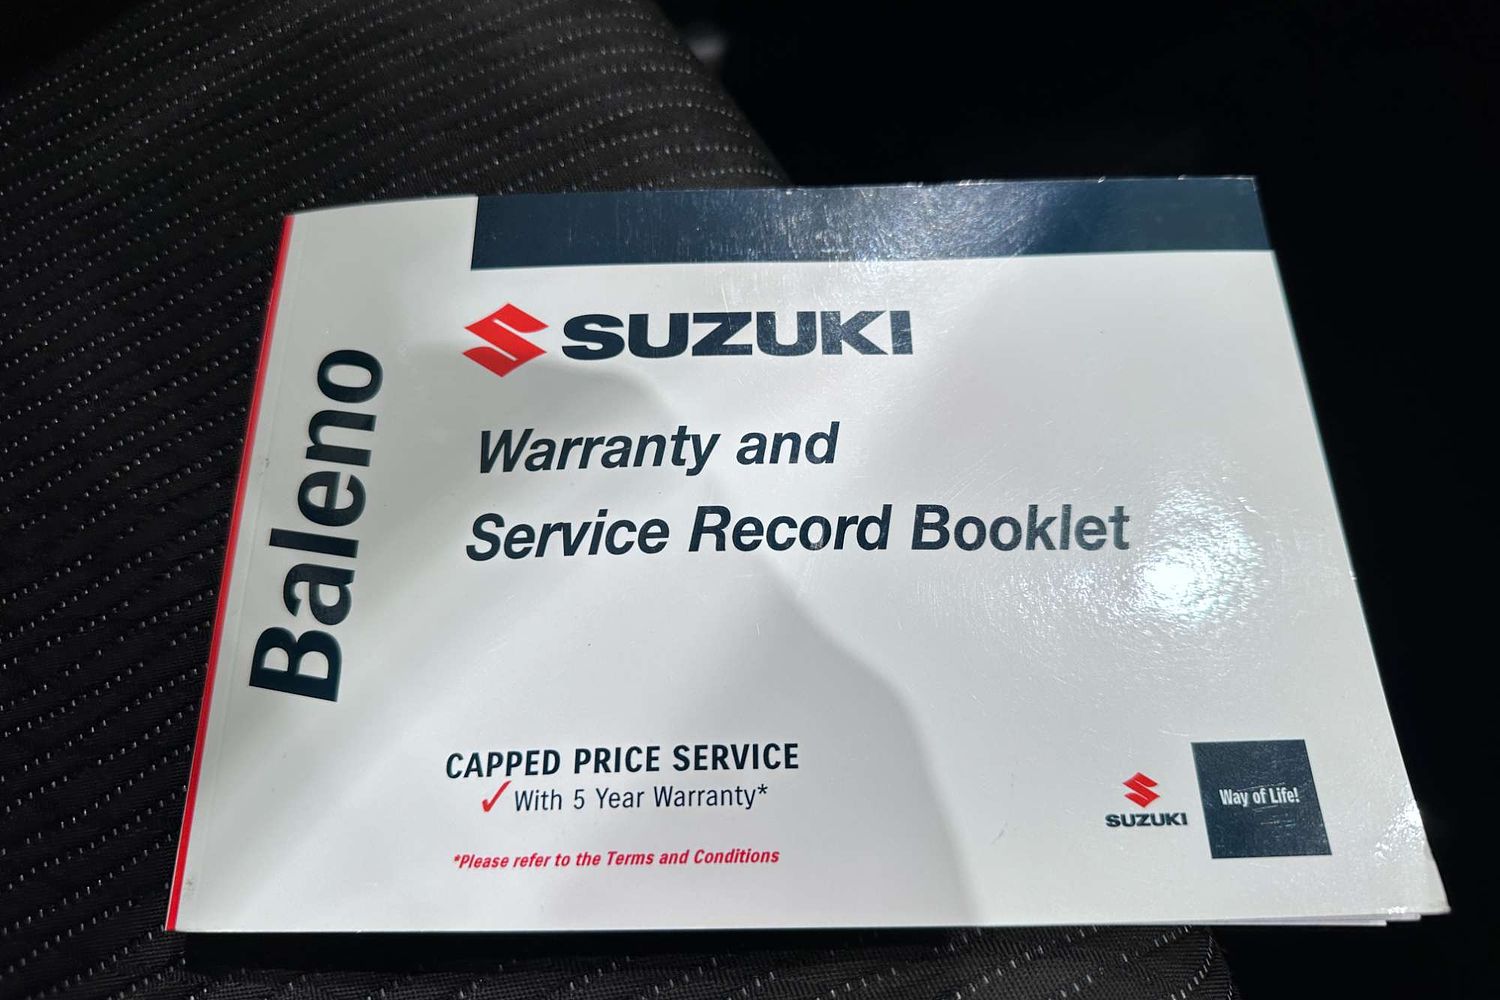 Baleno
SUZUKI
Warranty and
Service Record Booklet
CAPPED PRICE SERVICE
With 5 Year Warranty*
*Please refer to the Terms and Conditions
SUZUKI
Way of Life!